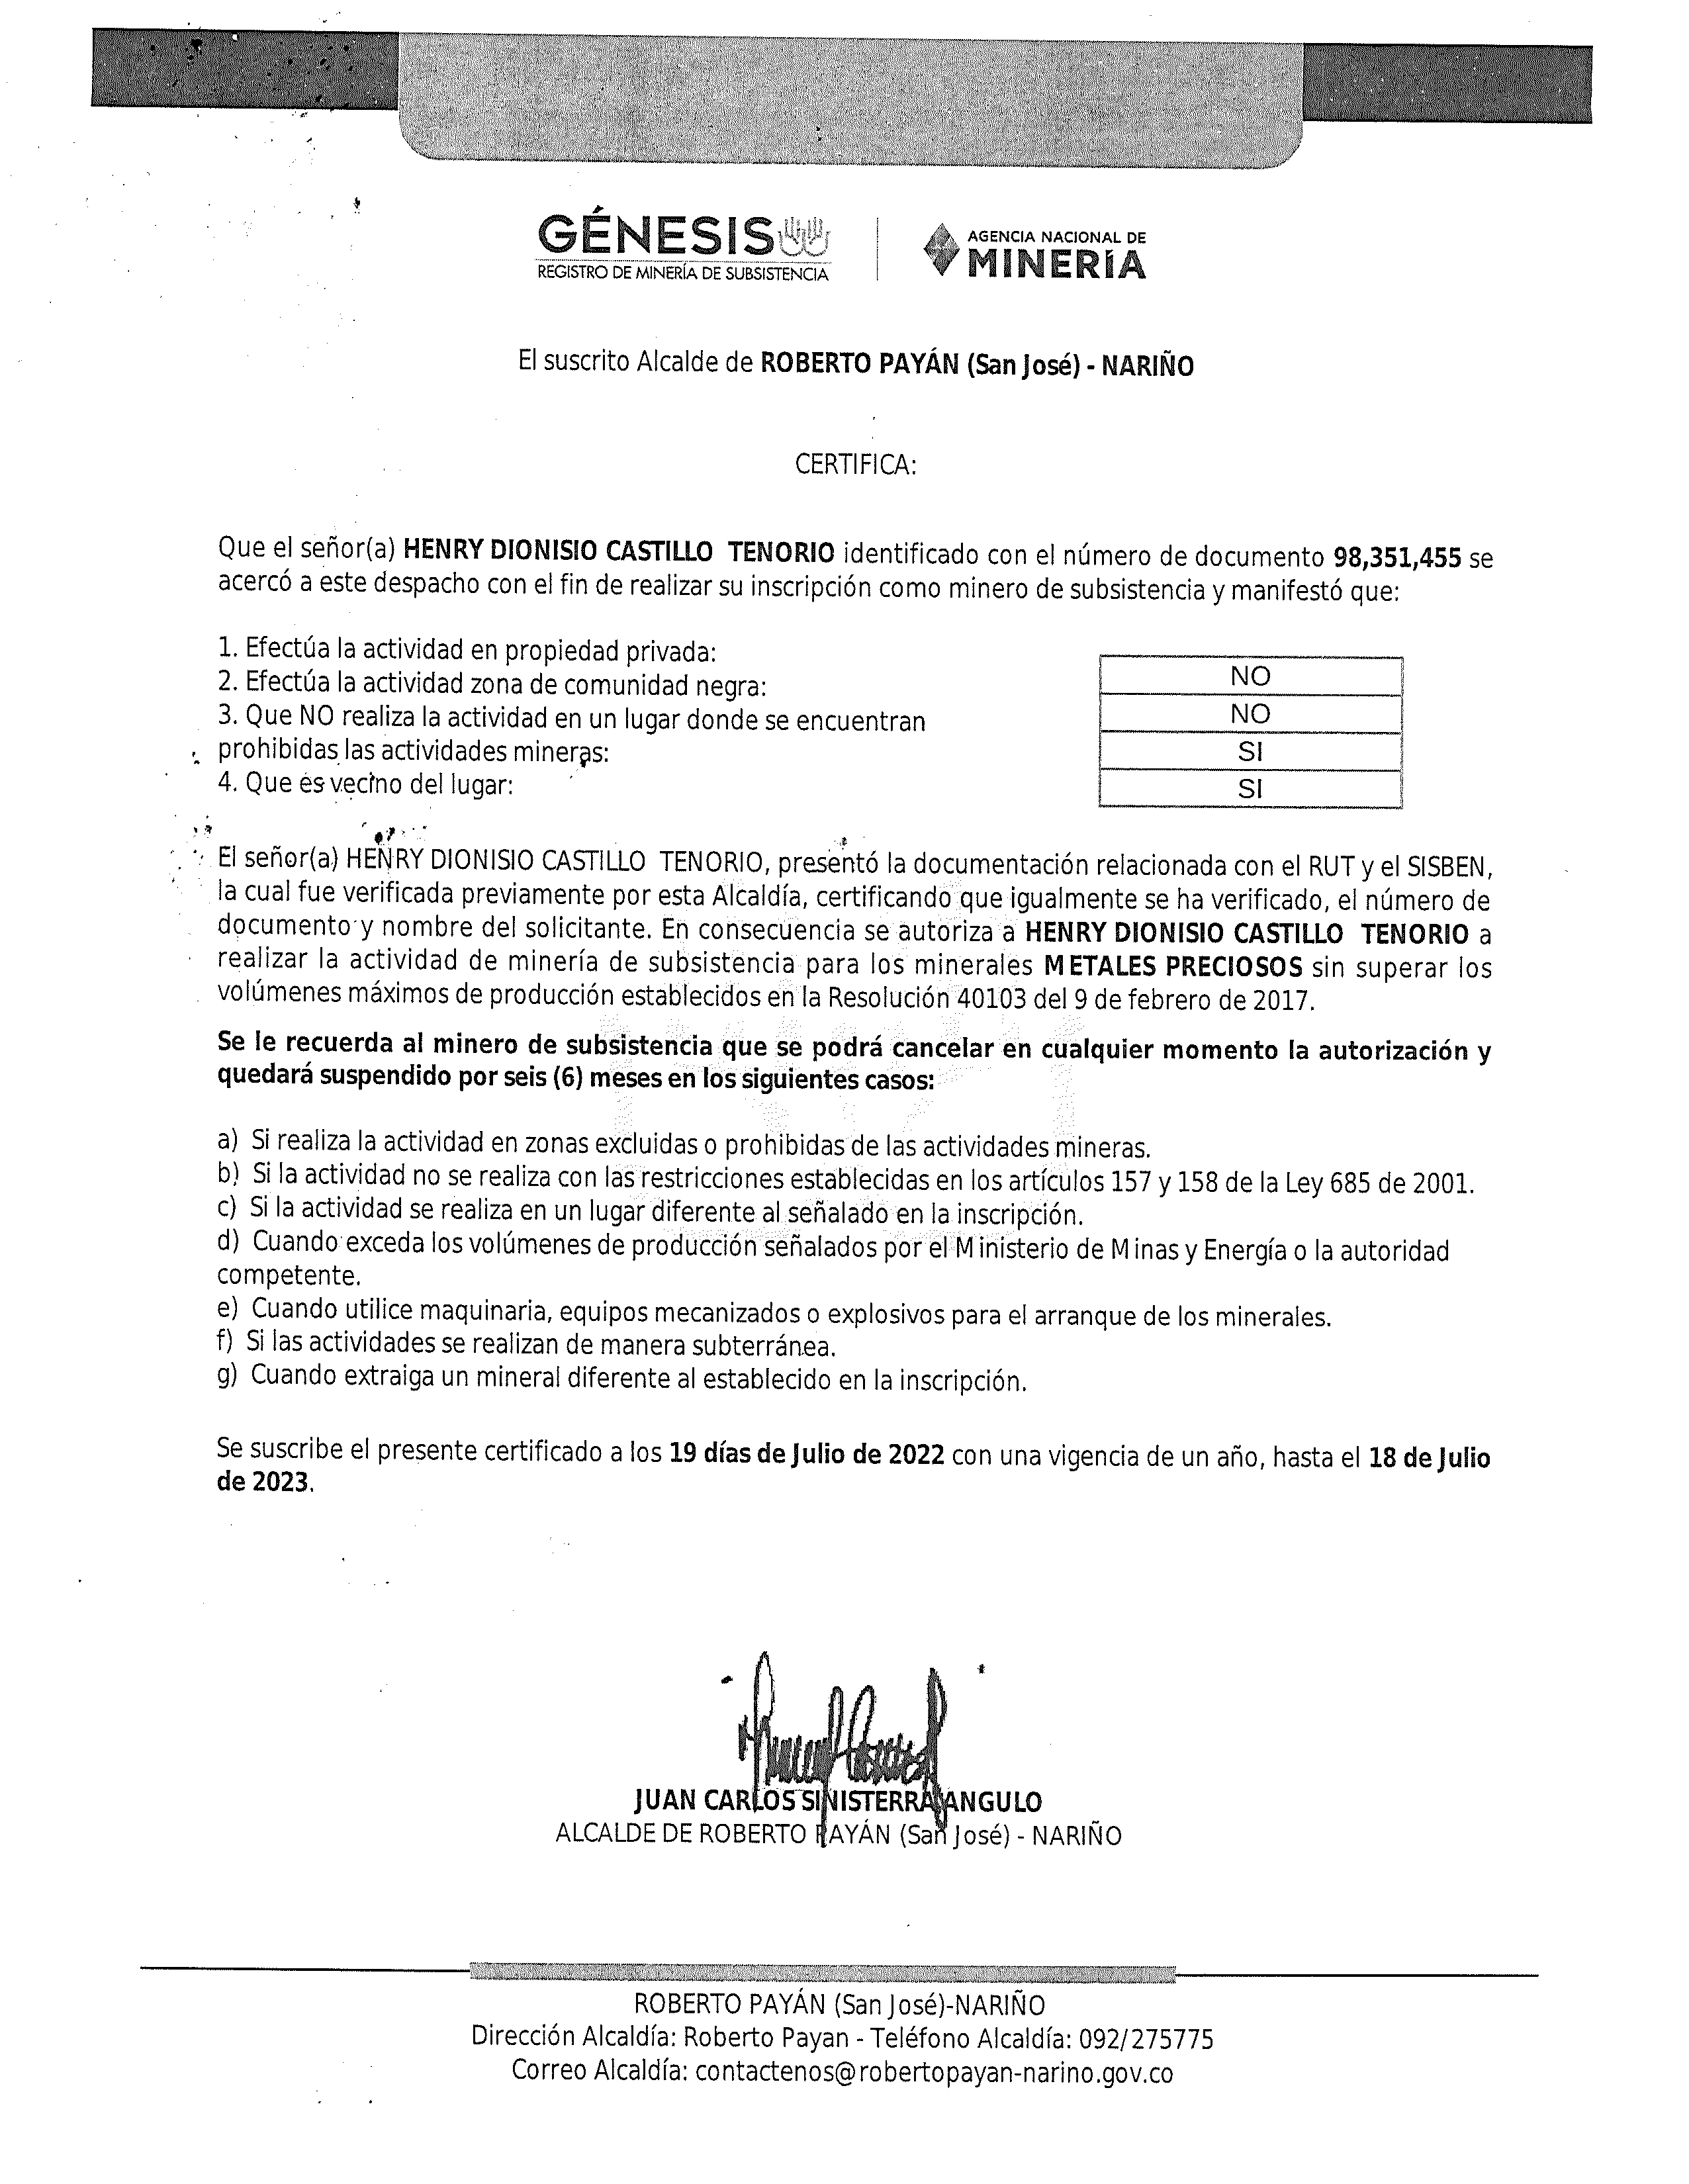 GÉNESIS
REGISTRO DE MINERÍA DE SUBSISTENCIA
AGENCIA NACIONAL DE
MINERÍA
El suscrito Alcalde de ROBERTO PAYÁN (San José) - NARIÑO
CERTIFICA:
Que el señor(a) HENRY DIONISIO CASTILLO TENORIO identificado con el número de documento 98,351,455 se
acercó a este despacho con el fin de realizar su inscripción como minero de subsistencia y manifestó que:
1. Efectúa la actividad en propiedad privada:
NO
2. Efectúa la actividad zona de comunidad negra:
NO
3. Que NO realiza la actividad en un lugar donde se encuentran
prohibidas las actividades mineras:
SI
4. Que es vecino del lugar:
SI
El señor(a) HENRY DIONISIO CASTILLO TENORIO, presentó la documentación relacionada con el RUT y el SISBEN,
la cual fue verificada previamente por esta Alcaldía, certificando que igualmente se ha verificado, el número de
documento y nombre del solicitante. En consecuencia se autoriza a HENRY DIONISIO CASTILLO TENORIO a
realizar la actividad de minería de subsistencia para los minerales METALES PRECIOSOS sin superar los
volúmenes máximos de producción establecidos en la Resolución 40103 del 9 de febrero de 2017.
Se le recuerda al minero de subsistencia que se podrá cancelar en cualquier momento la autorización y
quedará suspendido por seis (6) meses en los siguientes casos:
a) Si realiza la actividad en zonas excluidas o prohibidas de las actividades mineras.
b) Si la actividad no se realiza con las restricciones establecidas en los artículos 157 y 158 de la Ley 685 de 2001.
c) Si la actividad se realiza en un lugar diferente al señalado en la inscripción.
d) Cuando exceda los volúmenes de producción señalados por el Ministerio de Minas y Energía o la autoridad
competente.
e) Cuando utilice maquinaria, equipos mecanizados o explosivos para el arranque de los minerales.
f) Si las actividades se realizan de manera subterránea.
g) Cuando extraiga un mineral diferente al establecido en la inscripción.
Se suscribe el presente certificado a los 19 días de Julio de 2022 con una vigencia de un año, hasta el 18 de Julio
de 2023.
JUAN CARLOS SINISTERRA ANGULO
ALCALDE DE ROBERTO PAYÁN (San José) - NARIÑO
ROBERTO PAYÁN (San José)-NARIÑO
Dirección Alcaldía: Roberto Payan - Teléfono Alcaldía: 092/275775
Correo Alcaldía: contactenos@robertopayan-narino.gov.co